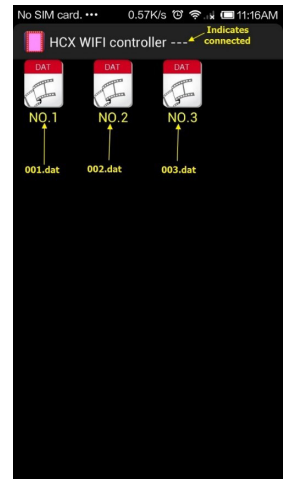 No SIM card. ••• 0.57K/s 11:16AM
Indicates
connected
HCX WIFI controller ---
DAT DAT DAT
NO.1 NO.2 NO.3
001.dat 002.dat 003.dat